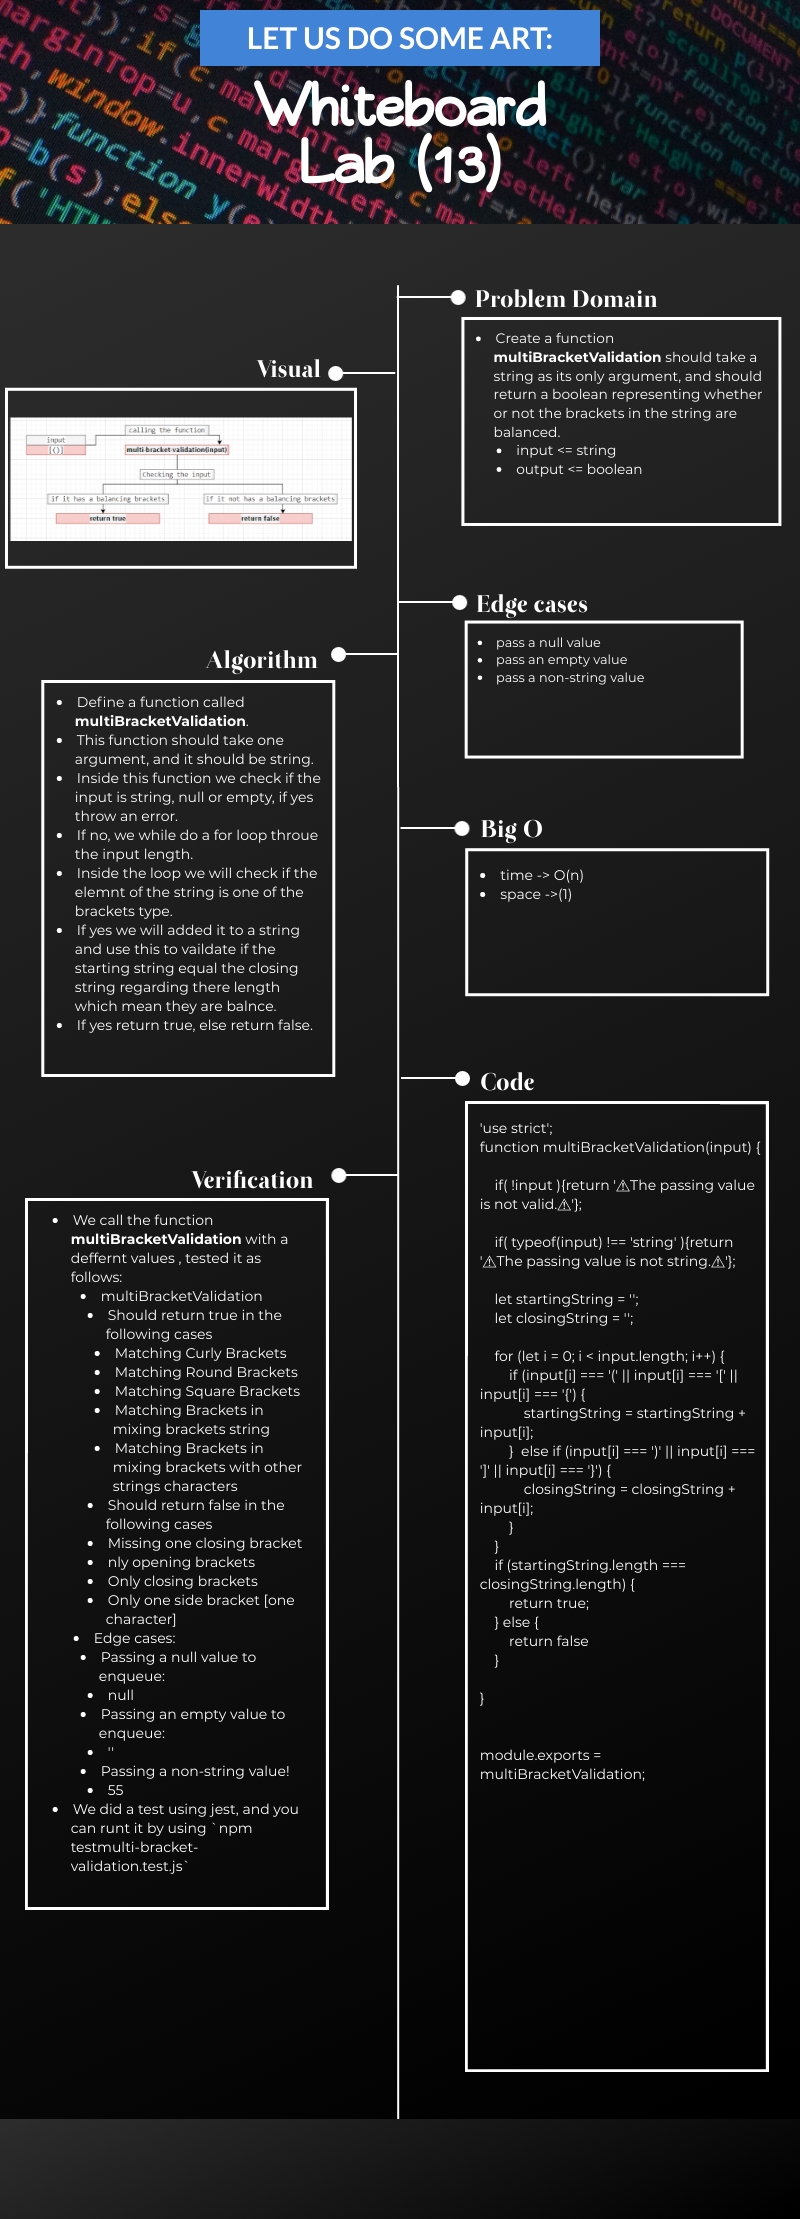 LET US DO SOME ART:
Whiteboard
Lab (13)
Problem Domain
• Create a function
multiBracketValidation should take a
string as its only argument, and should
return a boolean representing whether
or not the brackets in the string are
balanced.
• input <= string
• output <= boolean
Visual
calling the function
input
[{}]
multi-bracket-validation(input)
Checking the input
if it has a balancing brackets
if it not has a balancing brackets
return true
return false
Edge cases
• pass a null value
• pass an empty value
• pass a non-string value
Algorithm
• Define a function called
multiBracketValidation.
• This function should take one
argument, and it should be string.
• Inside this function we check if the
input is string, null or empty, if yes
throw an error.
• If no, we while do a for loop throue
the input length.
• Inside the loop we will check if the
elemnt of the string is one of the
brackets type.
• If yes we will added it to a string
and use this to vaildate if the
starting string equal the closing
string regarding there length
which mean they are balnce.
• If yes return true, else return false.
Big O
• time -> O(n)
• space ->(1)
Code
'use strict';
function multiBracketValidation(input) {
if( !input ){return '⚠The passing value
is not valid.⚠'};
if( typeof(input) !== 'string' ){return
'⚠The passing value is not string.⚠'};
let startingString = '';
let closingString = '';
for (let i = 0; i < input.length; i++) {
if (input[i] === '(' || input[i] === '[' ||
input[i] === '{') {
startingString = startingString +
input[i];
} else if (input[i] === ')' || input[i] ===
']' || input[i] === '}') {
closingString = closingString +
input[i];
}
}
if (startingString.length ===
closingString.length) {
return true;
} else {
return false
}
}
module.exports =
multiBracketValidation;
Verification
• We call the function
multiBracketValidation with a
deffernt values , tested it as
follows:
• multiBracketValidation
• Should return true in the
following cases
• Matching Curly Brackets
• Matching Round Brackets
• Matching Square Brackets
• Matching Brackets in
mixing brackets string
• Matching Brackets in
mixing brackets with other
strings characters
• Should return false in the
following cases
• Missing one closing bracket
• nly opening brackets
• Only closing brackets
• Only one side bracket [one
character]
• Edge cases:
• Passing a null value to
enqueue:
• null
• Passing an empty value to
enqueue:
• ''
• Passing a non-string value!
• 55
• We did a test using jest, and you
can runt it by using `npm
testmulti-bracket-
validation.test.js`